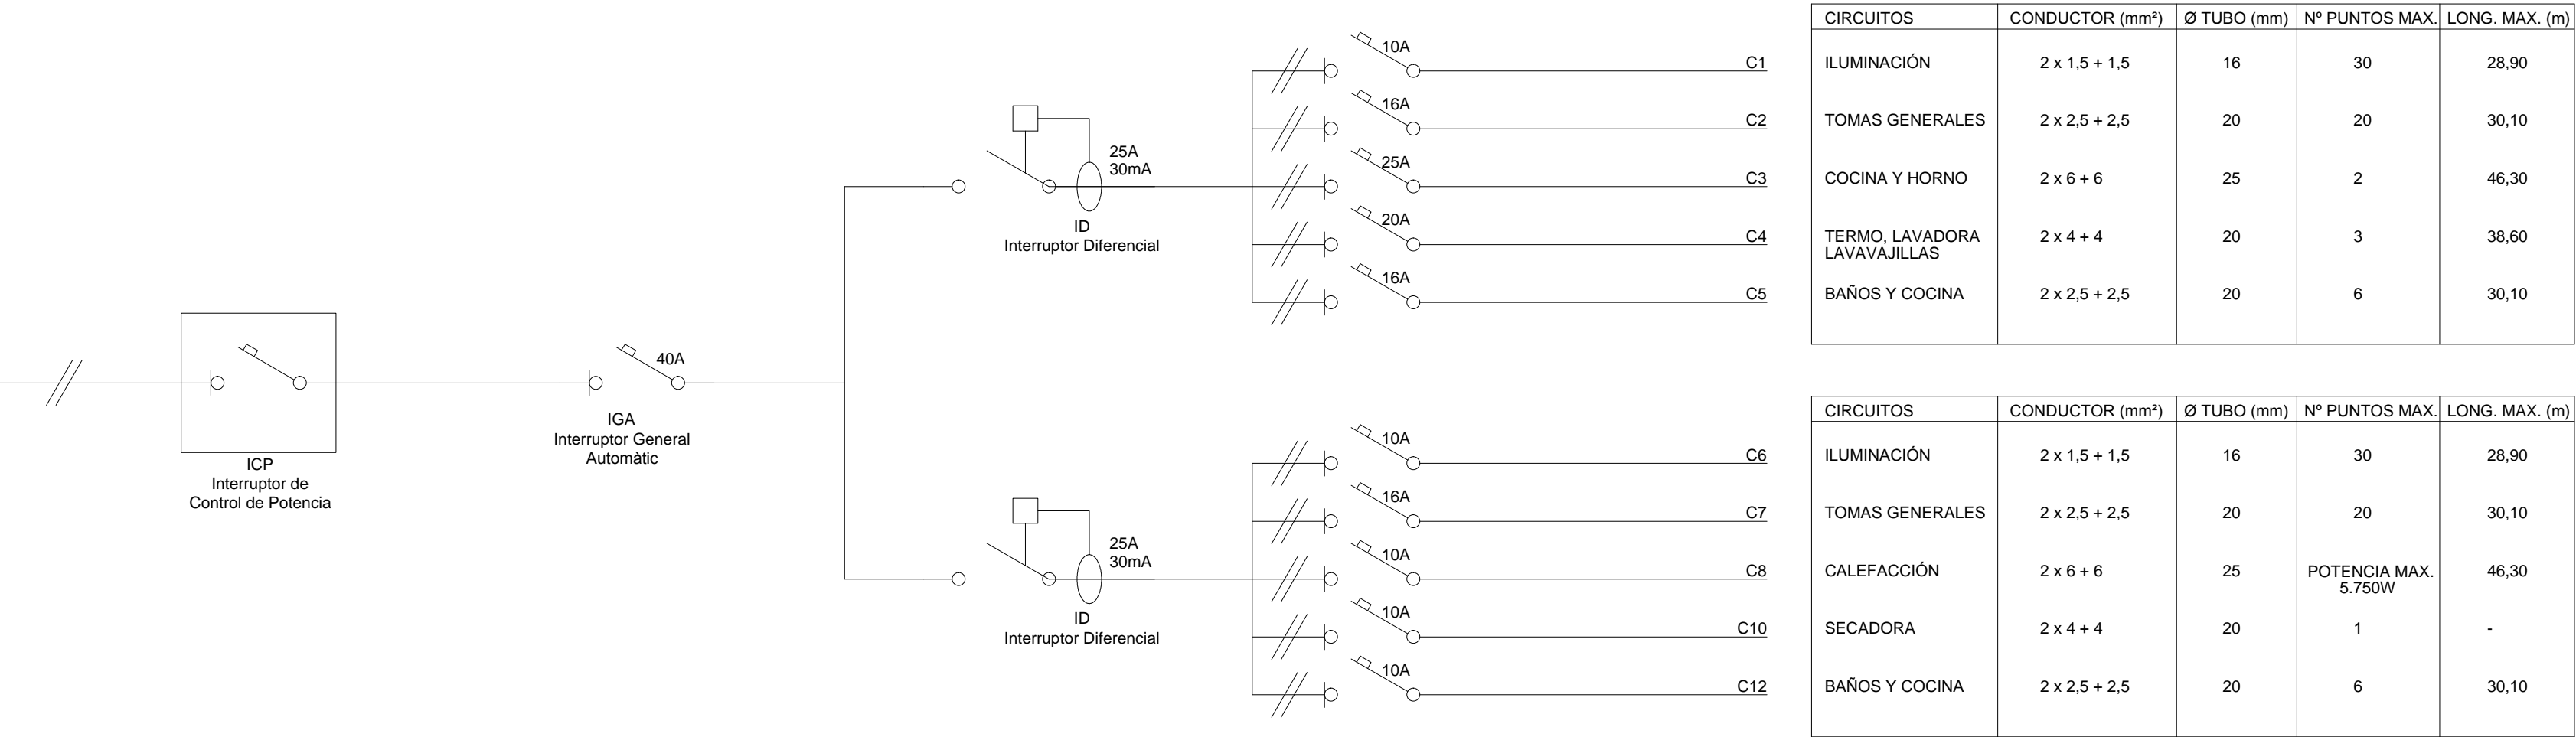 ICP
Interruptor de
Control de Potencia
40A
IGA
Interruptor General
Automàtic
25A
30mA
ID
Interruptor Diferencial
10A
C1
16A
C2
25A
C3
20A
C4
16A
C5
CIRCUITOS CONDUCTOR (mm²) Ø TUBO (mm) Nº PUNTOS MAX. LONG. MAX. (m)
ILUMINACIÓN 2 x 1,5 + 1,5 16 30 28,90
TOMAS GENERALES 2 x 2,5 + 2,5 20 20 30,10
COCINA Y HORNO 2 x 6 + 6 25 2 46,30
TERMO, LAVADORA 2 x 4 + 4 20 3 38,60
LAVAVAJILLAS
BAÑOS Y COCINA 2 x 2,5 + 2,5 20 6 30,10
25A
30mA
ID
Interruptor Diferencial
10A
C6
16A
C7
10A
C8
10A
C10
10A
C12
CIRCUITOS CONDUCTOR (mm²) Ø TUBO (mm) Nº PUNTOS MAX. LONG. MAX. (m)
ILUMINACIÓN 2 x 1,5 + 1,5 16 30 28,90
TOMAS GENERALES 2 x 2,5 + 2,5 20 20 30,10
CALEFACCIÓN 2 x 6 + 6 25 POTENCIA MAX. 46,30
5.750W
SECADORA 2 x 4 + 4 20 1 -
BAÑOS Y COCINA 2 x 2,5 + 2,5 20 6 30,10